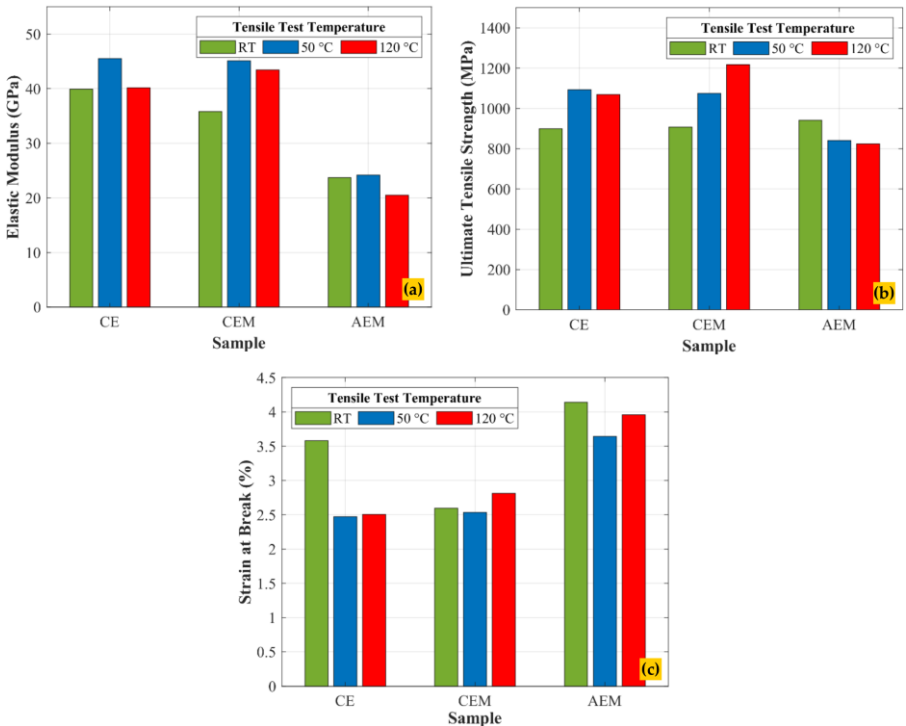 Tensile Test Temperature
RT 50 °C 120 °C
50
40
30
20
10
0
Elastic Modulus (GPa)
CE CEM AEM
Sample
(a)
Tensile Test Temperature
RT 50 °C 120 °C
1400
1200
1000
800
600
400
200
0
Ultimate Tensile Strength (MPa)
CE CEM AEM
Sample
(b)
Tensile Test Temperature
RT 50 °C 120 °C
4.5
4
3.5
3
2.5
2
1.5
1
0.5
0
Strain at Break (%)
CE CEM AEM
Sample
(c)